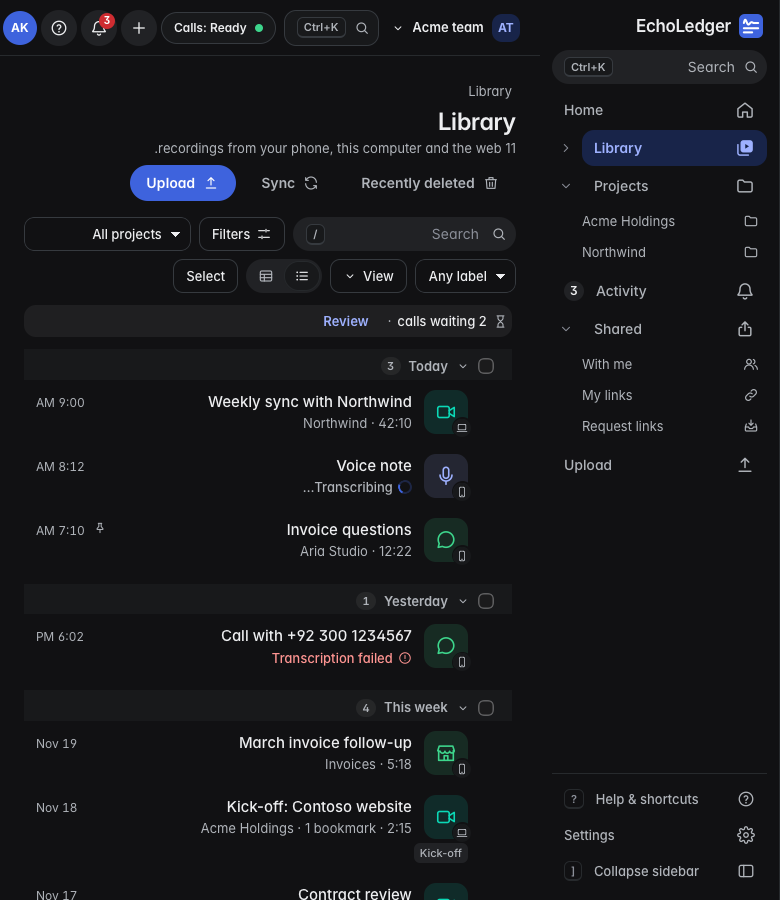 EchoLedger
Search Ctrl+K
Home
Library
Projects
Acme Holdings
Northwind
Activity 3
Shared
With me
My links
Request links
Upload
Help & shortcuts ?
Settings
Collapse sidebar ]
AT Acme team
Ctrl+K
Calls: Ready
3
AK
Library
Library
.recordings from your phone, this computer and the web 11
Recently deleted
Sync
Upload
Search /
Filters
All projects
Any label
View
Select
calls waiting 2 · Review
Today 3
Weekly sync with Northwind
AM 9:00
Northwind · 42:10
Voice note
AM 8:12
...Transcribing
Invoice questions
AM 7:10
Aria Studio · 12:22
Yesterday 1
Call with +92 300 1234567
PM 6:02
Transcription failed
This week 4
March invoice follow-up
Nov 19
Invoices · 5:18
Kick-off: Contoso website
Nov 18
Acme Holdings · 1 bookmark · 2:15
Kick-off
Contract review
Nov 17